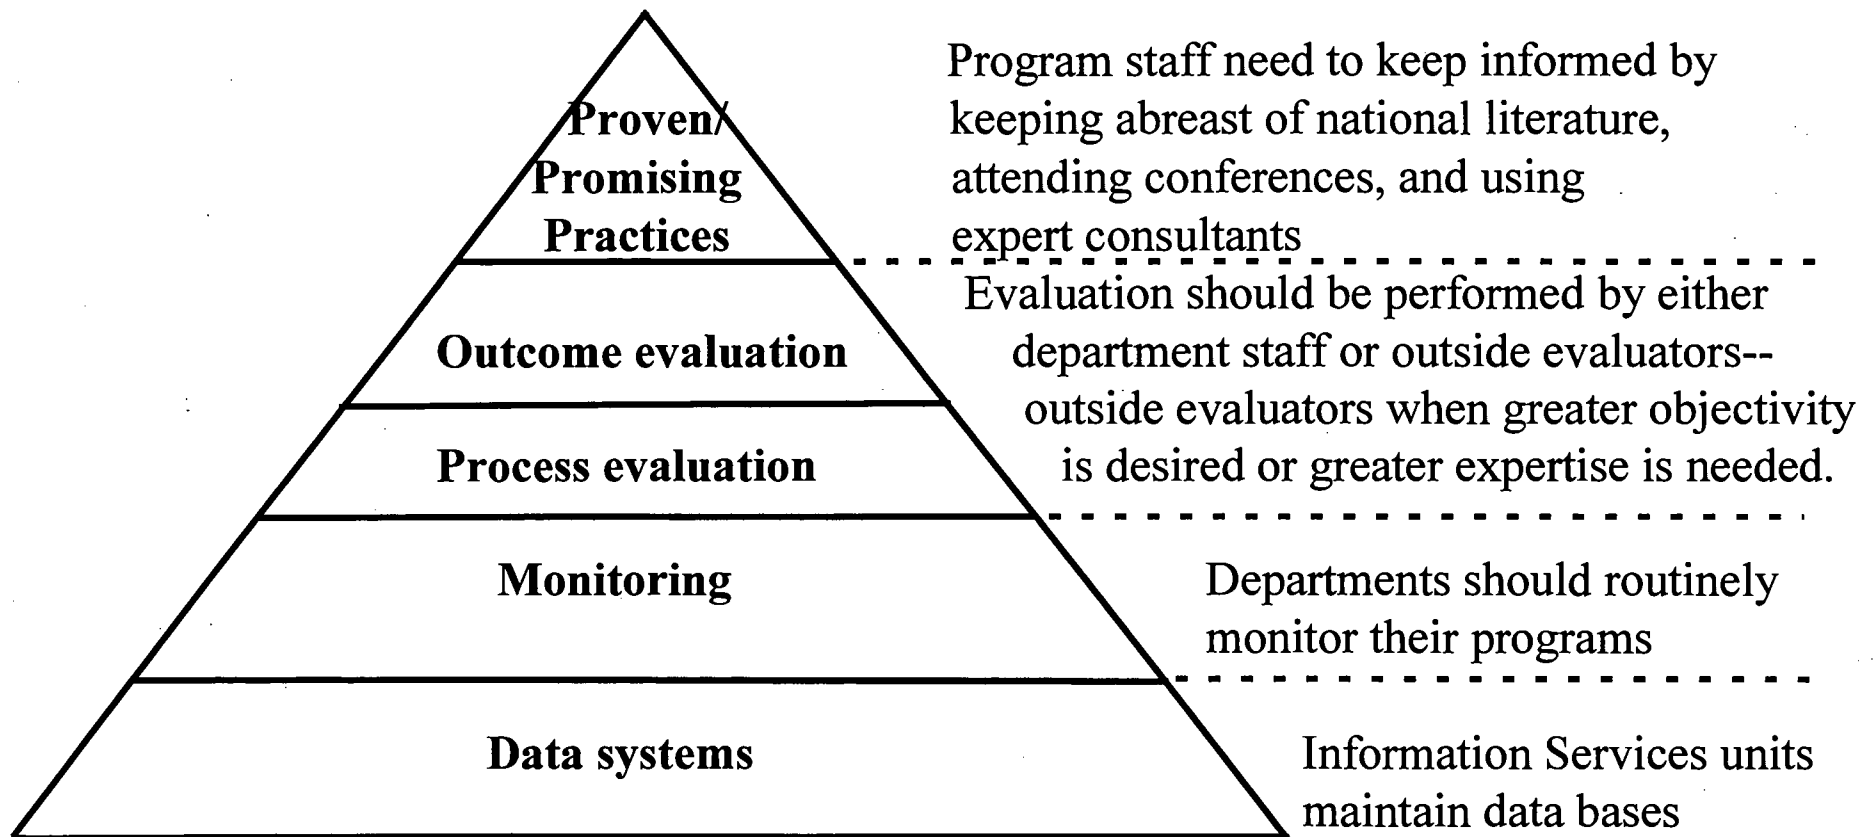 Proven/
Promising
Practices
Program staff need to keep informed by
keeping abreast of national literature,
attending conferences, and using
expert consultants
Outcome evaluation
Process evaluation
Evaluation should be performed by either
department staff or outside evaluators--
outside evaluators when greater objectivity
is desired or greater expertise is needed.
Monitoring
Departments should routinely
monitor their programs
Data systems
Information Services units
maintain data bases